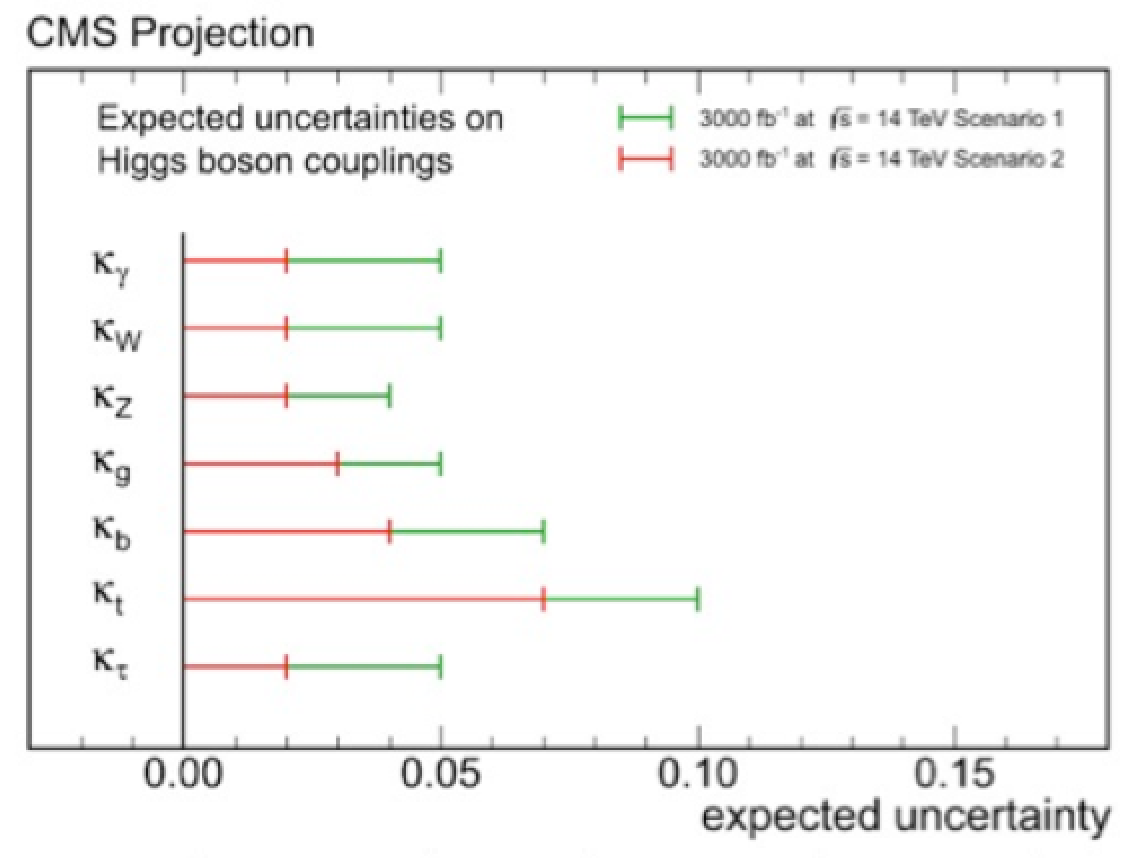 CMS Projection
Expected uncertainties on
Higgs boson couplings
3000 fb⁻¹ at √s = 14 TeV Scenario 1
3000 fb⁻¹ at √s = 14 TeV Scenario 2
κγ
κW
κZ
κg
κb
κt
κτ
0.00 0.05 0.10 0.15
expected uncertainty